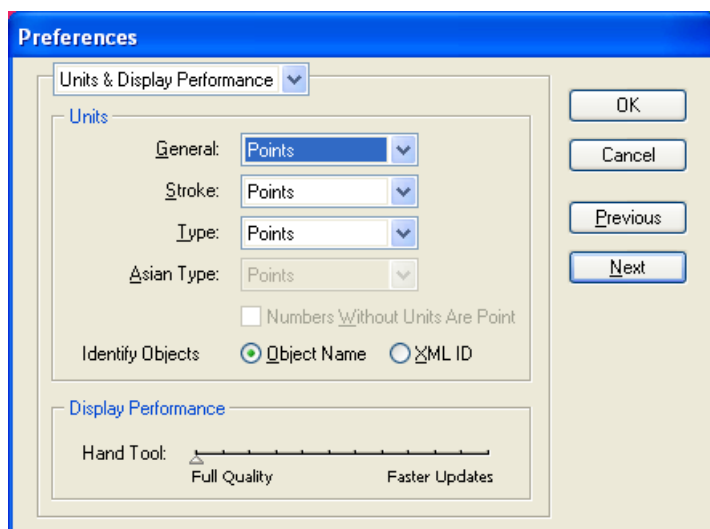 Preferences
Units & Display Performance
OK
Units
General: Points
Cancel
Stroke: Points
Type: Points
Previous
Asian Type: Points
Next
Numbers Without Units Are Point
Identify Objects Object Name XML ID
Display Performance
Hand Tool:
Full Quality Faster Updates